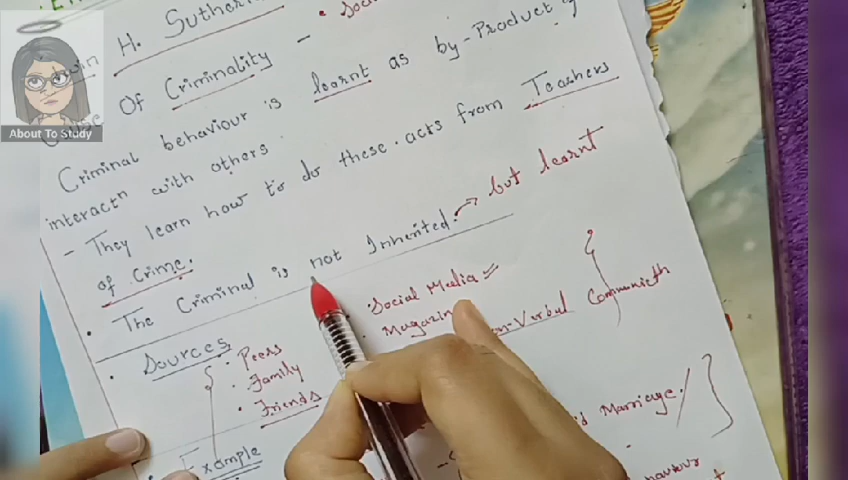 H. Sutherl
• Soc
Of Criminality -
Criminal behaviour is learnt as by-Product of
interactn with others.
- They learn how to do these acts from Teachers
of Crime.
• The Criminal is not Inherited. → but learnt
• Sources
• Peers
• Family
• Friends
• Social Media
• Magazin
Non-Verbal Communicatn
Example
Marriage.
About To Study